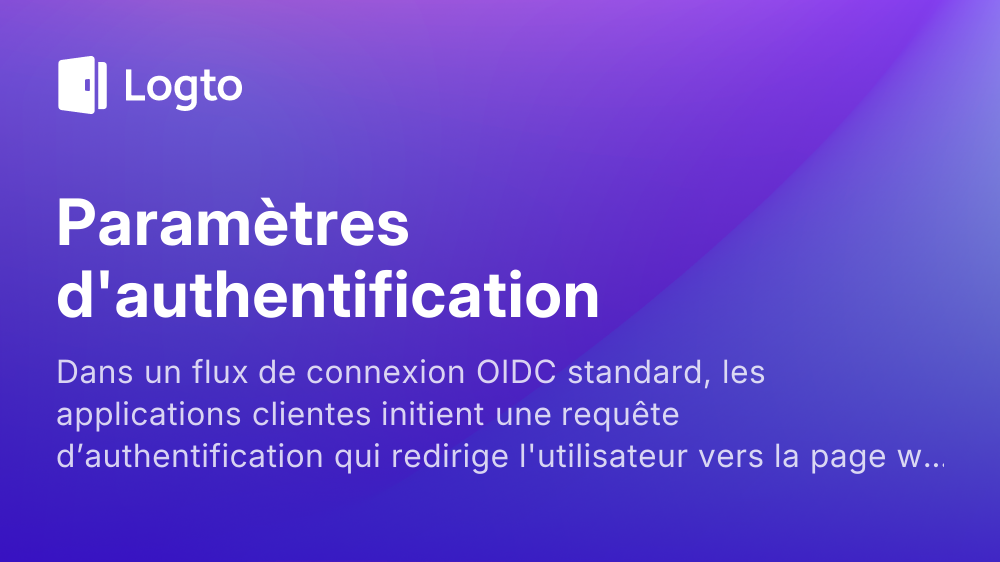 Logto
Paramètres
d'authentification
Dans un flux de connexion OIDC standard, les
applications clientes initient une requête
d’authentification qui redirige l'utilisateur vers la page w...